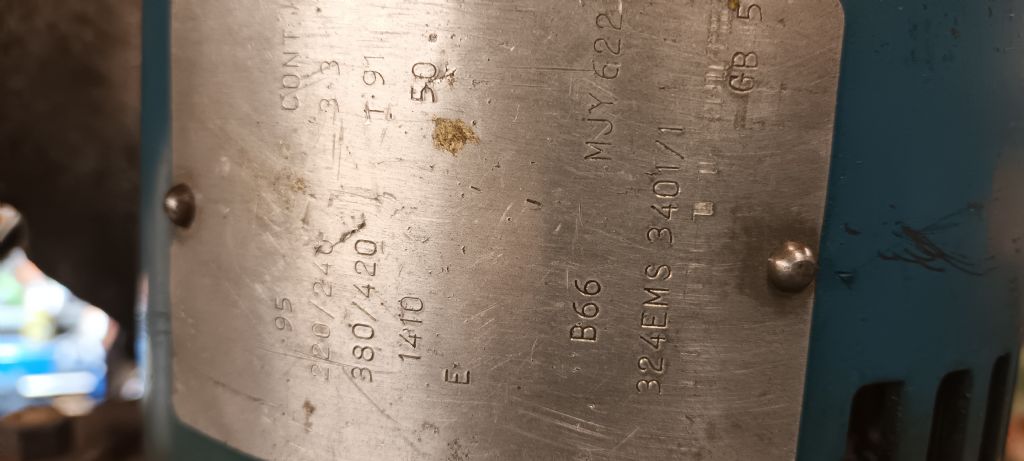 .95 CONT
220/240 3.3
380/420 1.91
1410 50
E
B66 MJY/622
324EMS 3401/1
GB 5